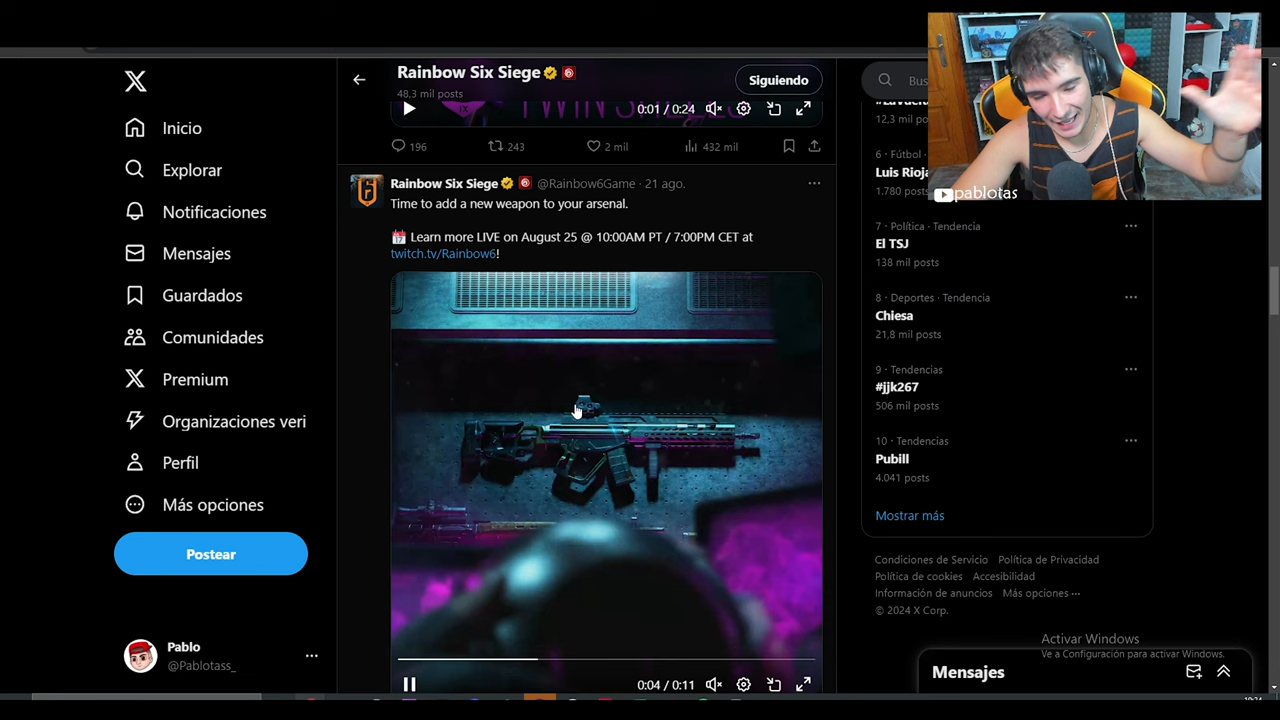 Inicio
Explorar
Notificaciones
Mensajes
Guardados
Comunidades
Premium
Organizaciones veri
Perfil
Más opciones
Postear
Pablo
@Pablotass_
Rainbow Six Siege
48,3 mil posts
Siguiendo
0:01 / 0:24
196
243
2 mil
432 mil
Rainbow Six Siege @Rainbow6Game · 21 ago.
Time to add a new weapon to your arsenal.
Learn more LIVE on August 25 @ 10:00AM PT / 7:00PM CET at
twitch.tv/Rainbow6!
0:04 / 0:11
Bus
12,3 mil pos
6 · Fútbol
Luis Rioja
1.780 posts
7 · Política · Tendencia
El TSJ
138 mil posts
8 · Deportes · Tendencia
Chiesa
21,8 mil posts
9 · Tendencias
#jjk267
506 mil posts
10 · Tendencias
Pubill
4.041 posts
Mostrar más
Condiciones de Servicio Política de Privacidad
Política de cookies Accesibilidad
Información de anuncios Más opciones ···
© 2024 X Corp.
Activar Windows
Ve a Configuración para activar Windows.
Mensajes
pablotas